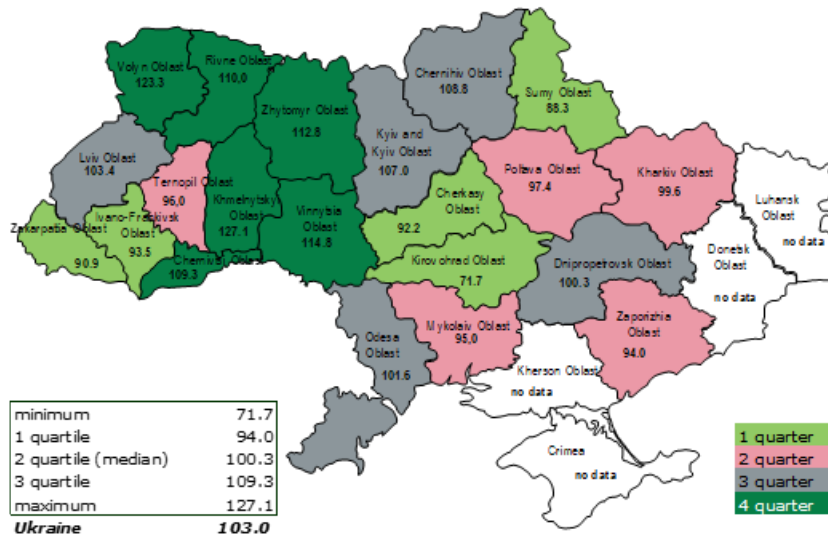 Volyn Oblast
123.3
Rivne Oblast
110,0
Zhytomyr Oblast
112.8
Kyiv and
Kyiv Oblast
107.0
Chernihiv Oblast
108.8
Sumy Oblast
88.3
Lviv Oblast
103.4
Ternopil Oblast
96,0
Khmelnytsky
Oblast
127.1
Vinnytsia
Oblast
114.8
Cherkasy
Oblast
92.2
Poltava Oblast
97.4
Kharkiv Oblast
99.6
Luhansk
Oblast
no data
Zakarpatia Oblast
90.9
Ivano-Frankivsk
Oblast
93.5
Chernivtsi Oblast
109.3
Kirovohrad Oblast
71.7
Dnipropetrovsk Oblast
100.3
Donetsk
Oblast
no data
Odesa
Oblast
101.6
Mykolaiv Oblast
95,0
Zaporizhia
Oblast
94.0
Kherson Oblast
no data
Crimea
no data
minimum 71.7
1 quartile 94.0
2 quartile (median) 100.3
3 quartile 109.3
maximum 127.1
Ukraine 103.0
1 quarter
2 quarter
3 quarter
4 quarter